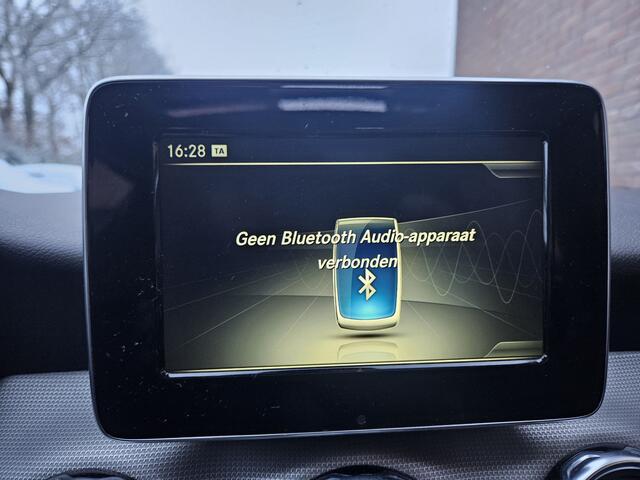 16:28 TA
Geen Bluetooth Audio-apparaat
verbonden